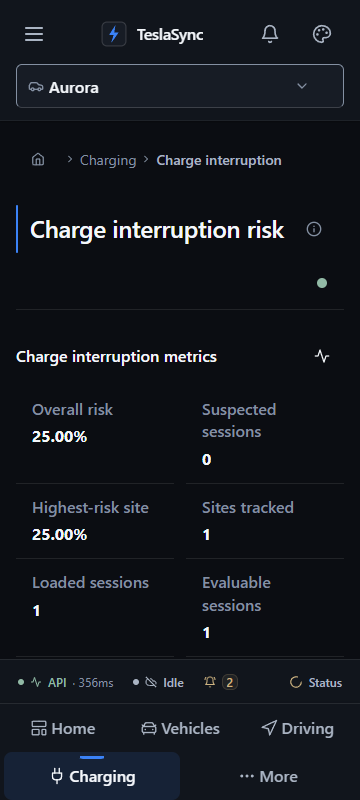 TeslaSync
Aurora
Charging
Charge interruption
Charge interruption risk
Charge interruption metrics
Overall risk
25.00%
Suspected
sessions
0
Highest-risk site
25.00%
Sites tracked
1
Loaded sessions
1
Evaluable
sessions
1
API · 356ms
Idle
2
Status
Home
Vehicles
Driving
Charging
More